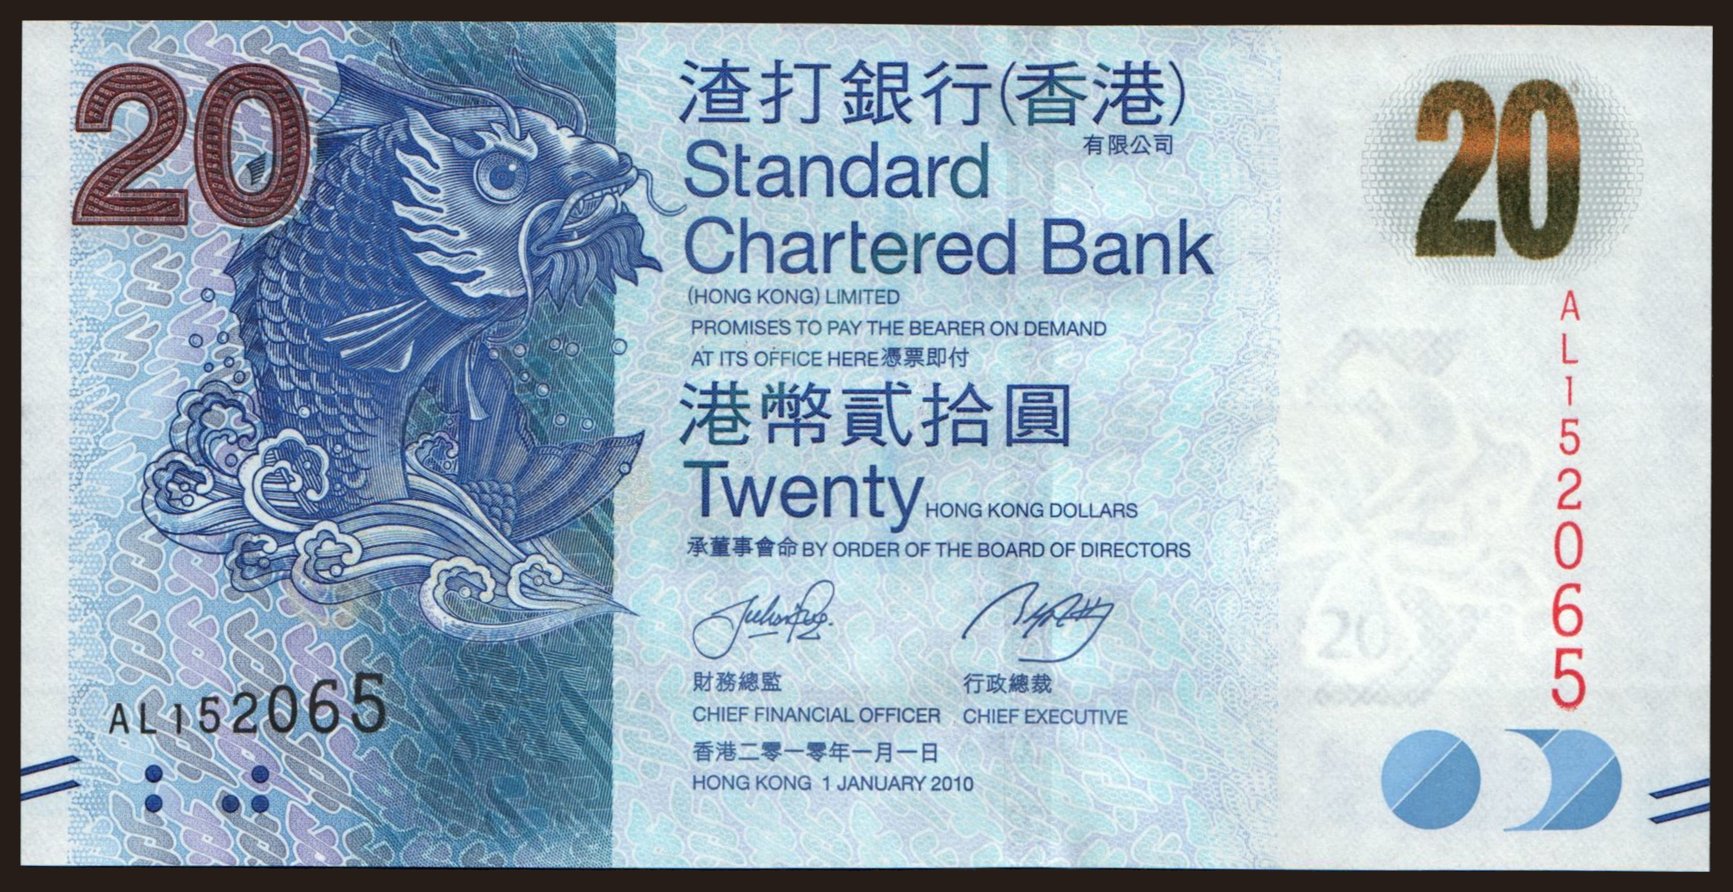 20
渣打銀行(香港)
有限公司
Standard
Chartered Bank
(HONG KONG) LIMITED
PROMISES TO PAY THE BEARER ON DEMAND
AT ITS OFFICE HERE憑票即付
港幣貳拾圓
Twenty HONG KONG DOLLARS
承董事會命 BY ORDER OF THE BOARD OF DIRECTORS
財務總監 行政總裁
CHIEF FINANCIAL OFFICER CHIEF EXECUTIVE
香港二零一零年一月一日
HONG KONG 1 JANUARY 2010
AL152065
20
AL152065
20